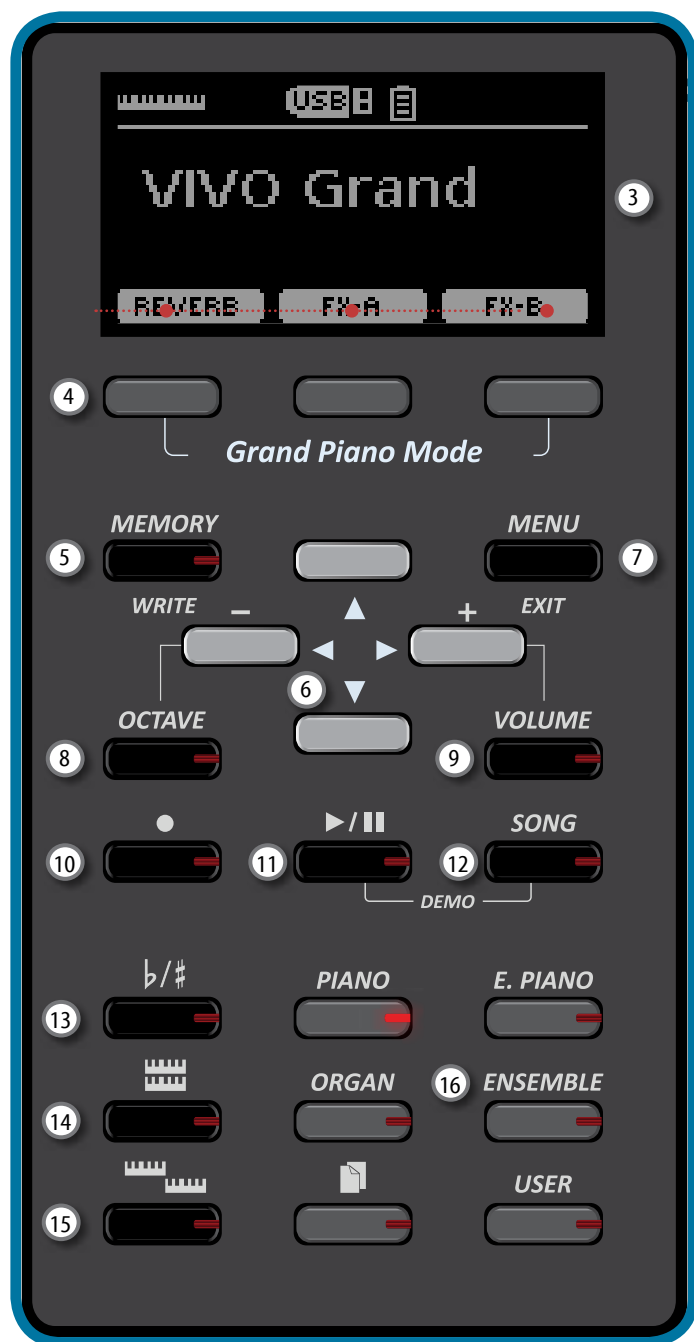 USB
VIVO Grand
3
REVERB FX-A FX-B
4
Grand Piano Mode
MEMORY MENU
5 7
WRITE − + EXIT
6
OCTAVE VOLUME
8 9
SONG
10 11 12
DEMO
♭/♯ PIANO E. PIANO
13
ORGAN 16 ENSEMBLE
14
USER
15